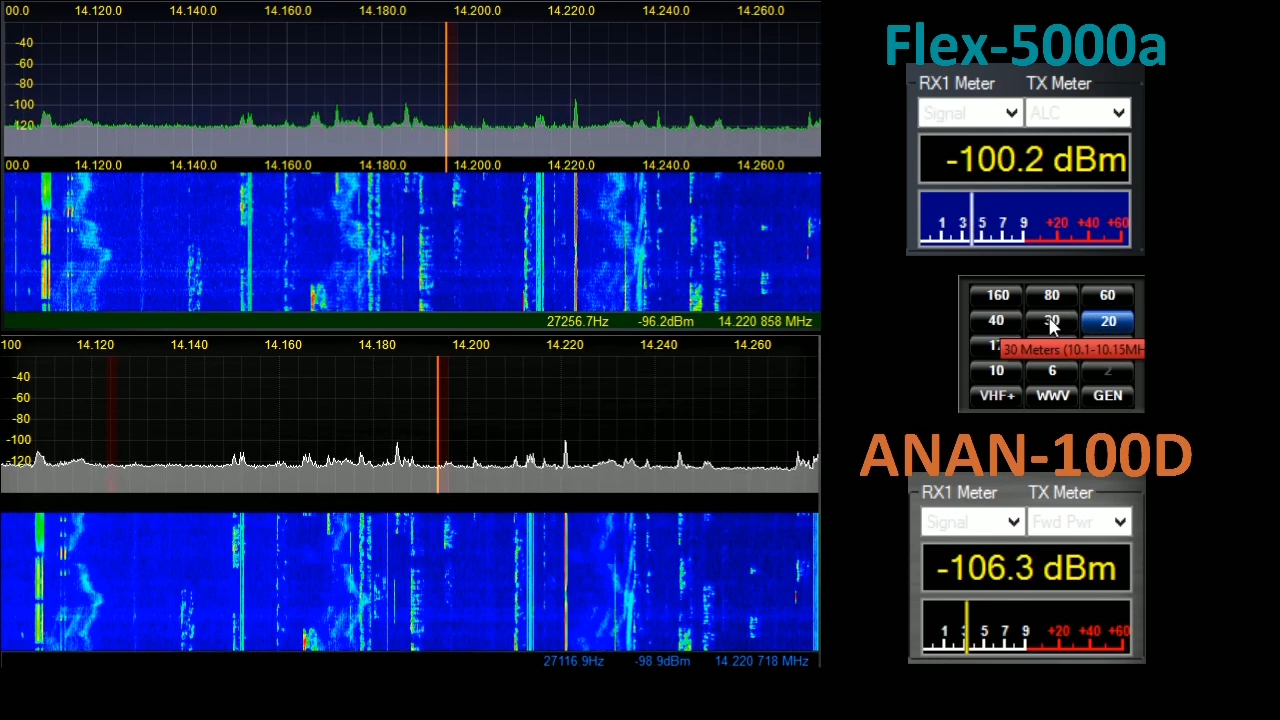 00.0 14.120.0 14.140.0 14.160.0 14.180.0 14.200.0 14.220.0 14.240.0 14.260.0
-40
-60
-80
-100
-120
00.0 14.120.0 14.140.0 14.160.0 14.180.0 14.200.0 14.220.0 14.240.0 14.260.0
27256.7Hz -96.2dBm 14.220 858 MHz
100 14.120 14.140 14.160 14.180 14.200 14.220 14.240 14.260
-40
-60
-80
-100
-120
27116 9Hz -98 9dBm 14.220 718 MHz
Flex-5000a
RX1 Meter TX Meter
Signal ALC
-100.2 dBm
1 3 5 7 9 +20 +40 +60
160 80 60
40 30 20
30 Meters (10.1-10.15MH
10 6 2
VHF+ WWV GEN
ANAN-100D
RX1 Meter TX Meter
Signal Fwd Pwr
-106.3 dBm
1 3 5 7 9 +20 +40 +60